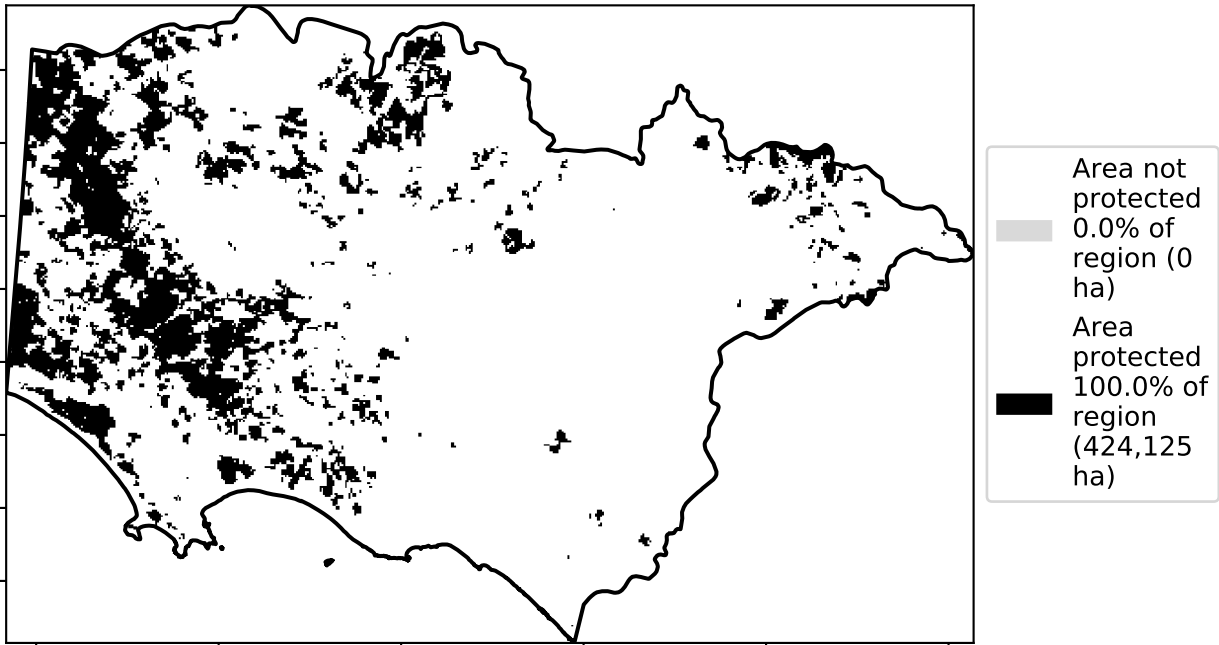 Area not
protected
0.0% of
region (0
ha)
Area
protected
100.0% of
region
(424,125
ha)